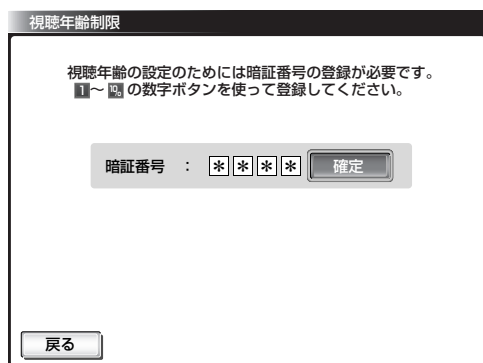 視聴年齢制限
視聴年齢の設定のためには暗証番号の登録が必要です。
1～10の数字ボタンを使って登録してください。
暗証番号 : ＊＊＊＊ 確定
戻る